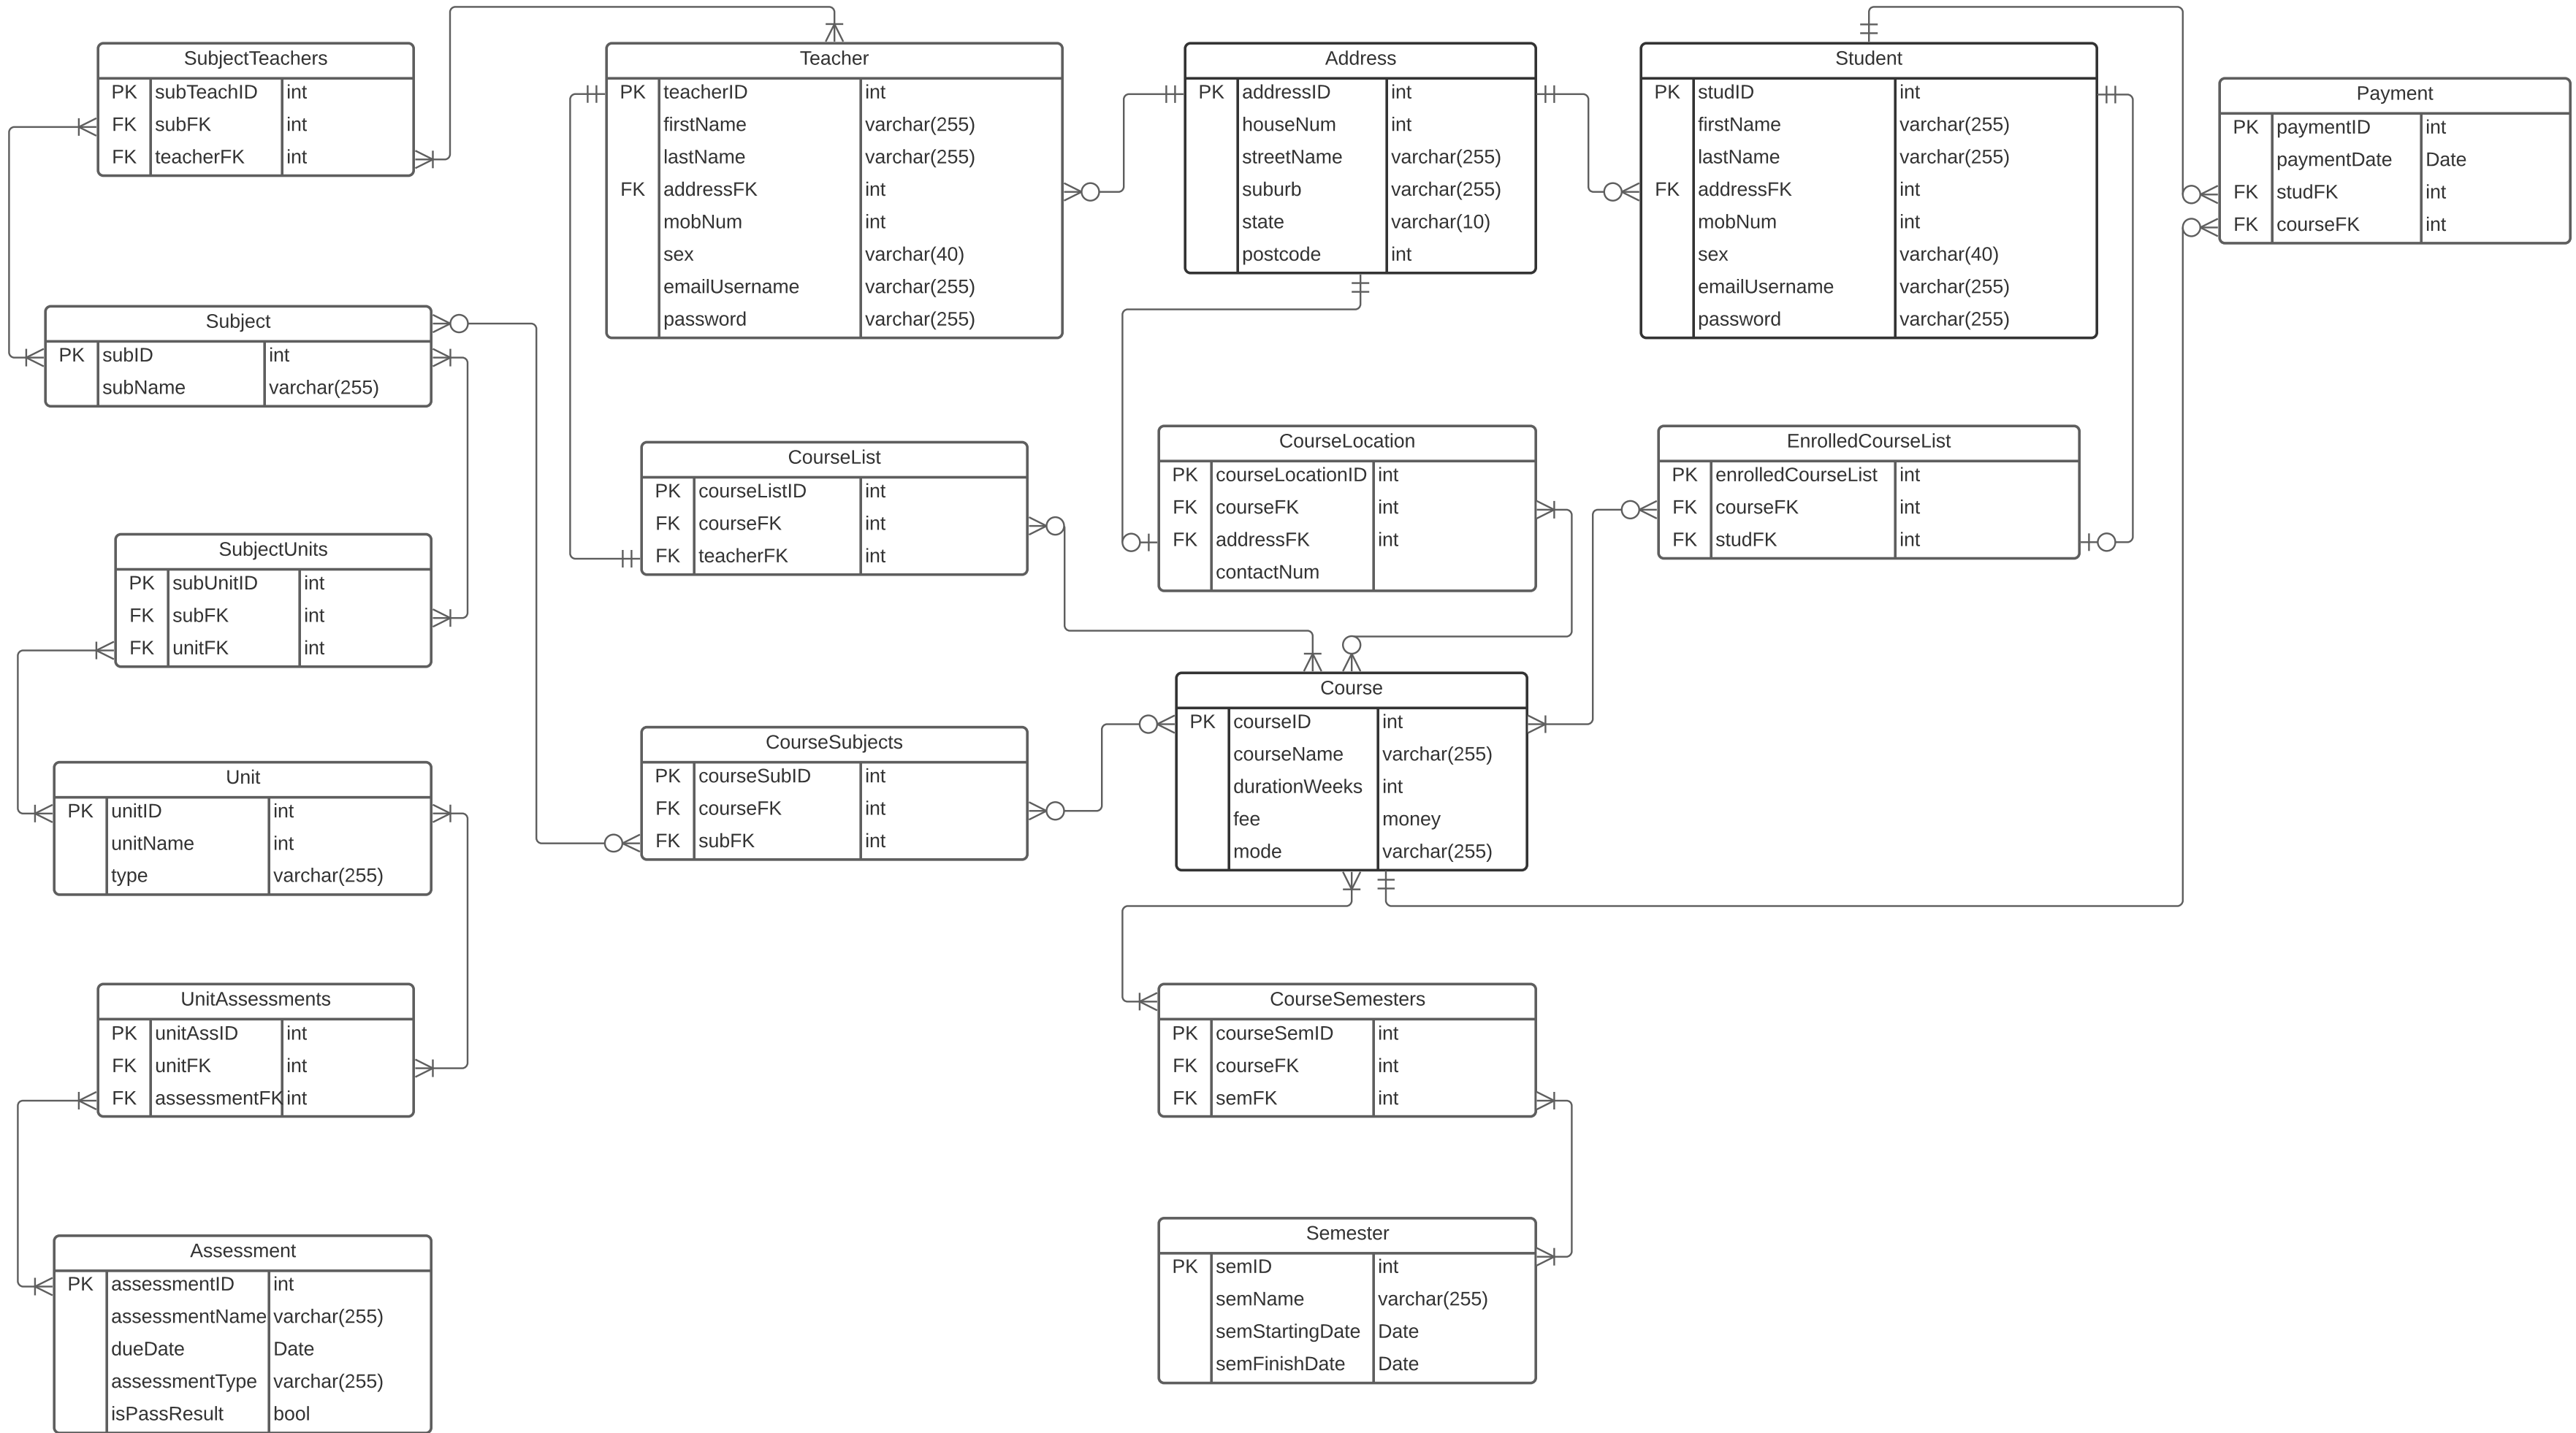 SubjectTeachers
PK subTeachID int
FK subFK int
FK teacherFK int
Teacher
PK teacherID int
firstName varchar(255)
lastName varchar(255)
FK addressFK int
mobNum int
sex varchar(40)
emailUsername varchar(255)
password varchar(255)
Address
PK addressID int
houseNum int
streetName varchar(255)
suburb varchar(255)
state varchar(10)
postcode int
Student
PK studID int
firstName varchar(255)
lastName varchar(255)
FK addressFK int
mobNum int
sex varchar(40)
emailUsername varchar(255)
password varchar(255)
Payment
PK paymentID int
paymentDate Date
FK studFK int
FK courseFK int
Subject
PK subID int
subName varchar(255)
CourseList
PK courseListID int
FK courseFK int
FK teacherFK int
CourseLocation
PK courseLocationID int
FK courseFK int
FK addressFK int
contactNum
EnrolledCourseList
PK enrolledCourseList int
FK courseFK int
FK studFK int
SubjectUnits
PK subUnitID int
FK subFK int
FK unitFK int
Unit
PK unitID int
unitName int
type varchar(255)
CourseSubjects
PK courseSubID int
FK courseFK int
FK subFK int
Course
PK courseID int
courseName varchar(255)
durationWeeks int
fee money
mode varchar(255)
UnitAssessments
PK unitAssID int
FK unitFK int
FK assessmentFK int
CourseSemesters
PK courseSemID int
FK courseFK int
FK semFK int
Assessment
PK assessmentID int
assessmentName varchar(255)
dueDate Date
assessmentType varchar(255)
isPassResult bool
Semester
PK semID int
semName varchar(255)
semStartingDate Date
semFinishDate Date